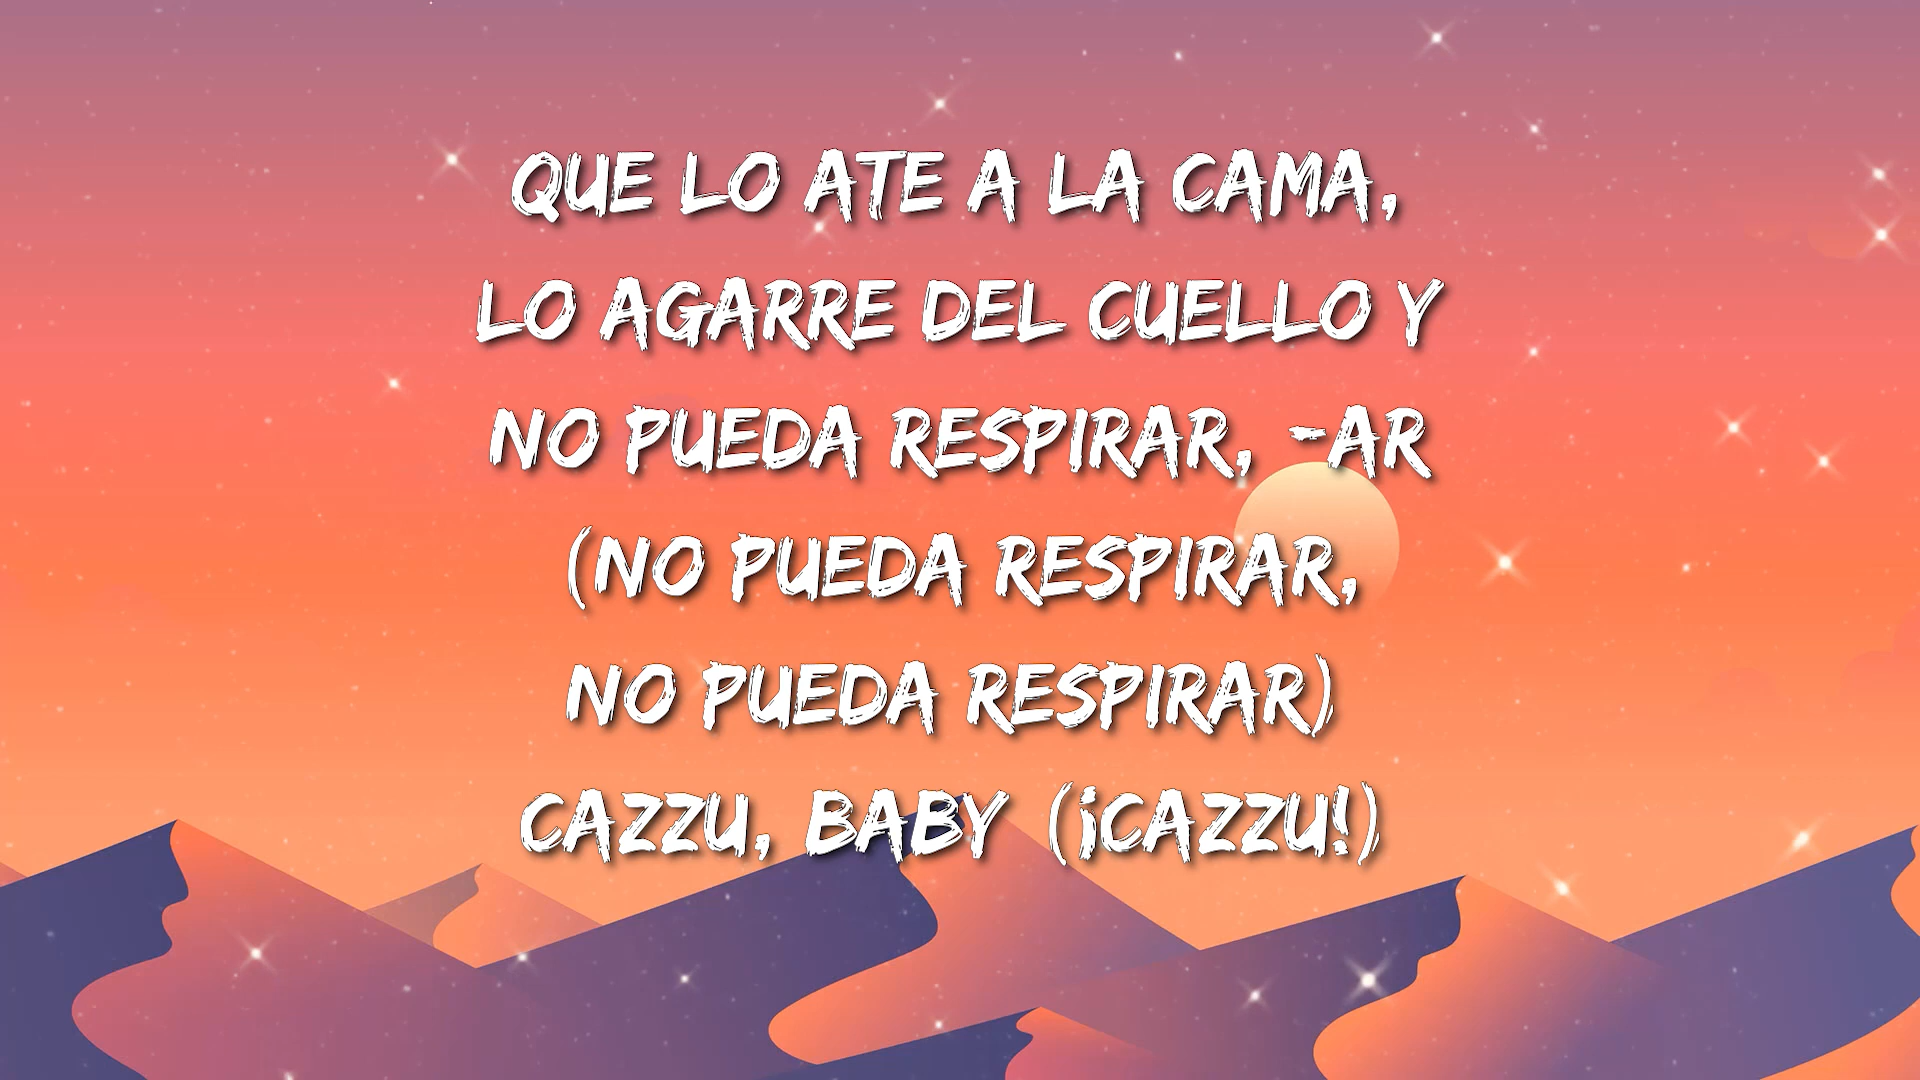 QUE LO ATE A LA CAMA,
LO AGARRE DEL CUELLO Y
NO PUEDA RESPIRAR, -AR
(NO PUEDA RESPIRAR,
NO PUEDA RESPIRAR)
CAZZU, BABY (¡CAZZU!)